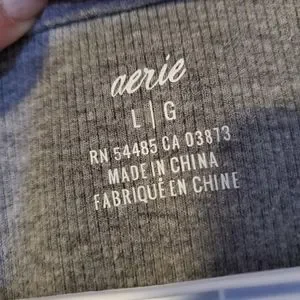 aerie
L|G
RN 54485 CA 03873
MADE IN CHINA
FABRIQUÉ EN CHINE